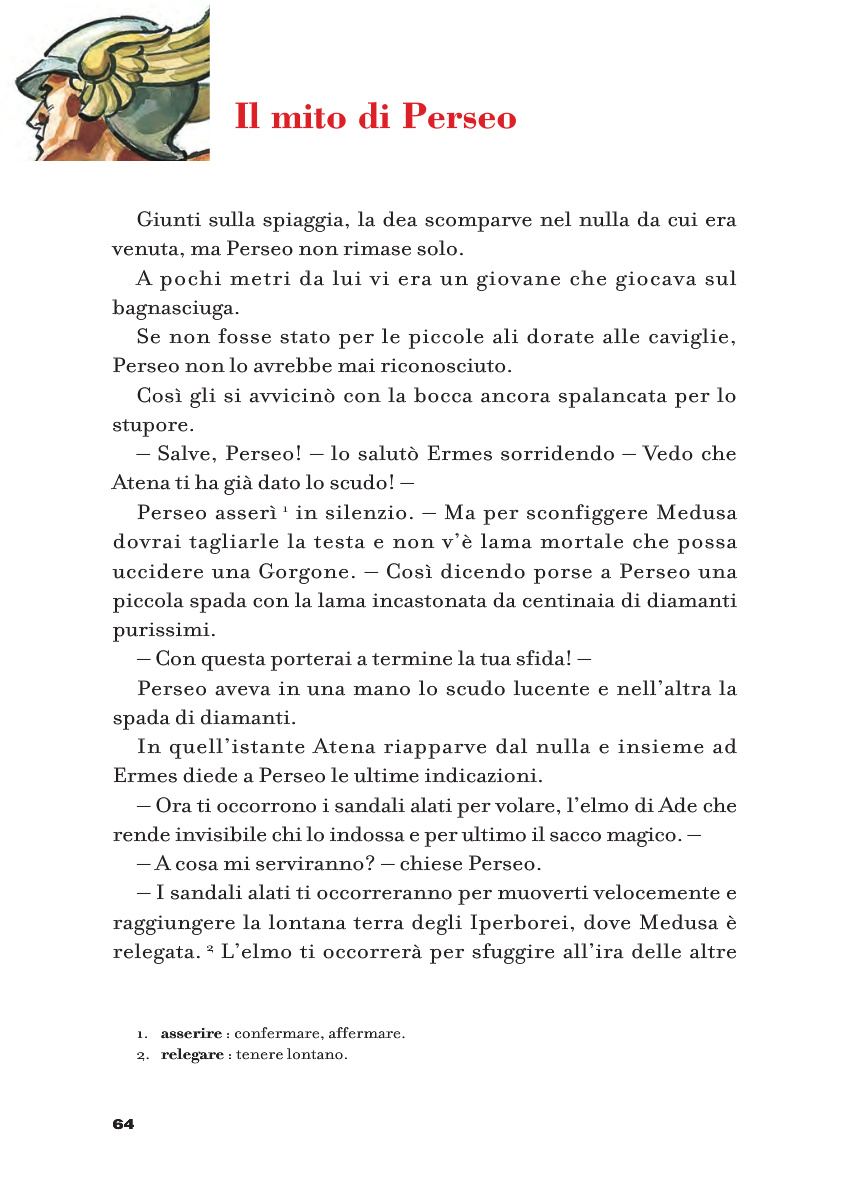 Il mito di Perseo
Giunti sulla spiaggia, la dea scomparve nel nulla da cui era
venuta, ma Perseo non rimase solo.
A pochi metri da lui vi era un giovane che giocava sul
bagnasciuga.
Se non fosse stato per le piccole ali dorate alle caviglie,
Perseo non lo avrebbe mai riconosciuto.
Così gli si avvicinò con la bocca ancora spalancata per lo
stupore.
— Salve, Perseo! — lo salutò Ermes sorridendo — Vedo che
Atena ti ha già dato lo scudo! —
Perseo asserì ¹ in silenzio. — Ma per sconfiggere Medusa
dovrai tagliarle la testa e non v'è lama mortale che possa
uccidere una Gorgone. — Così dicendo porse a Perseo una
piccola spada con la lama incastonata da centinaia di diamanti
purissimi.
— Con questa porterai a termine la tua sfida! —
Perseo aveva in una mano lo scudo lucente e nell'altra la
spada di diamanti.
In quell'istante Atena riapparve dal nulla e insieme ad
Ermes diede a Perseo le ultime indicazioni.
— Ora ti occorrono i sandali alati per volare, l'elmo di Ade che
rende invisibile chi lo indossa e per ultimo il sacco magico. —
— A cosa mi serviranno? — chiese Perseo.
— I sandali alati ti occorreranno per muoverti velocemente e
raggiungere la lontana terra degli Iperborei, dove Medusa è
relegata. ² L'elmo ti occorrerà per sfuggire all'ira delle altre
1. asserire : confermare, affermare.
2. relegare : tenere lontano.
64